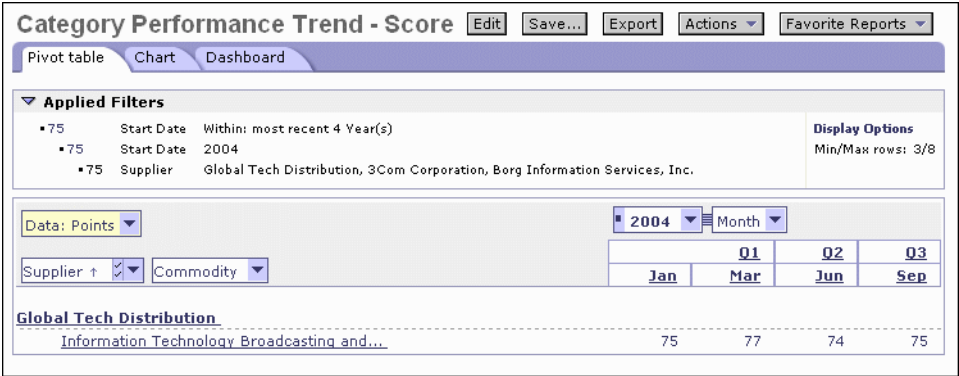 Category Performance Trend - Score Edit Save... Export Actions Favorite Reports
Pivot table Chart Dashboard
Applied Filters
75 Start Date Within: most recent 4 Year(s) Display Options
75 Start Date 2004 Min/Max rows: 3/8
75 Supplier Global Tech Distribution, 3Com Corporation, Borg Information Services, Inc.
Data: Points 2004 Month
Q1 Q2 Q3
Supplier ↑ Commodity Jan Mar Jun Sep
Global Tech Distribution
Information Technology Broadcasting and... 75 77 74 75